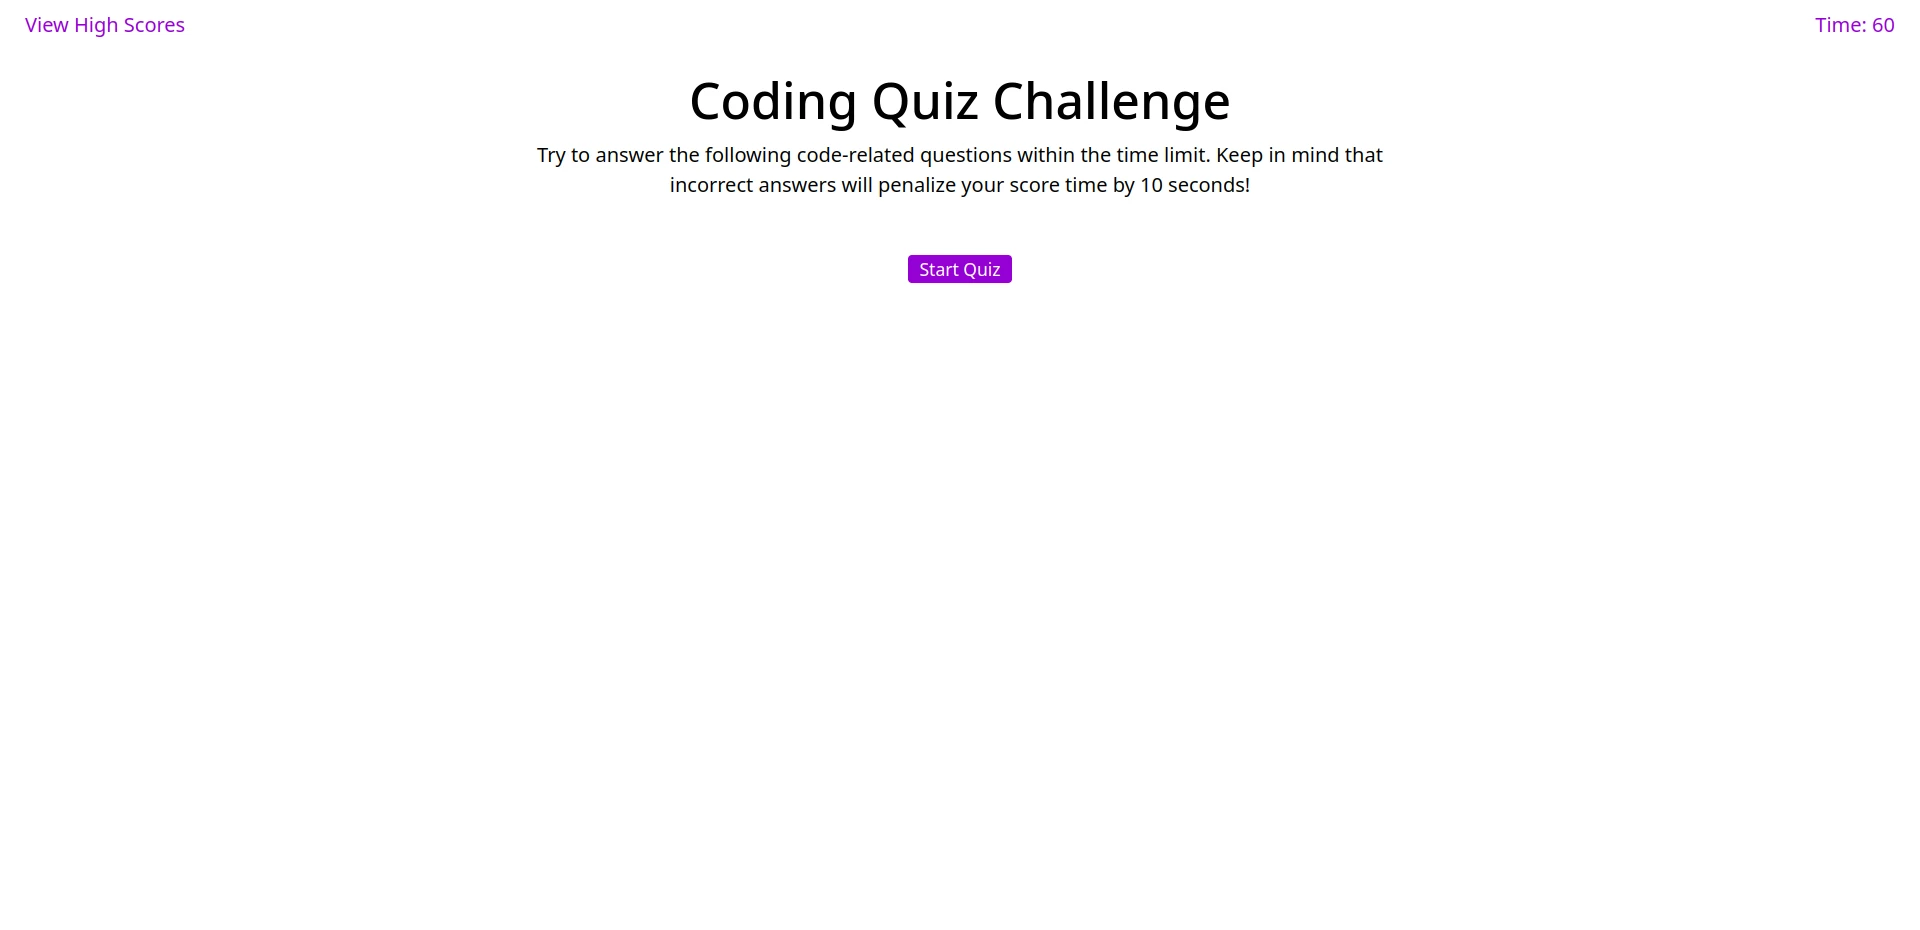 View High Scores
Time: 60
Coding Quiz Challenge
Try to answer the following code-related questions within the time limit. Keep in mind that
incorrect answers will penalize your score time by 10 seconds!
Start Quiz